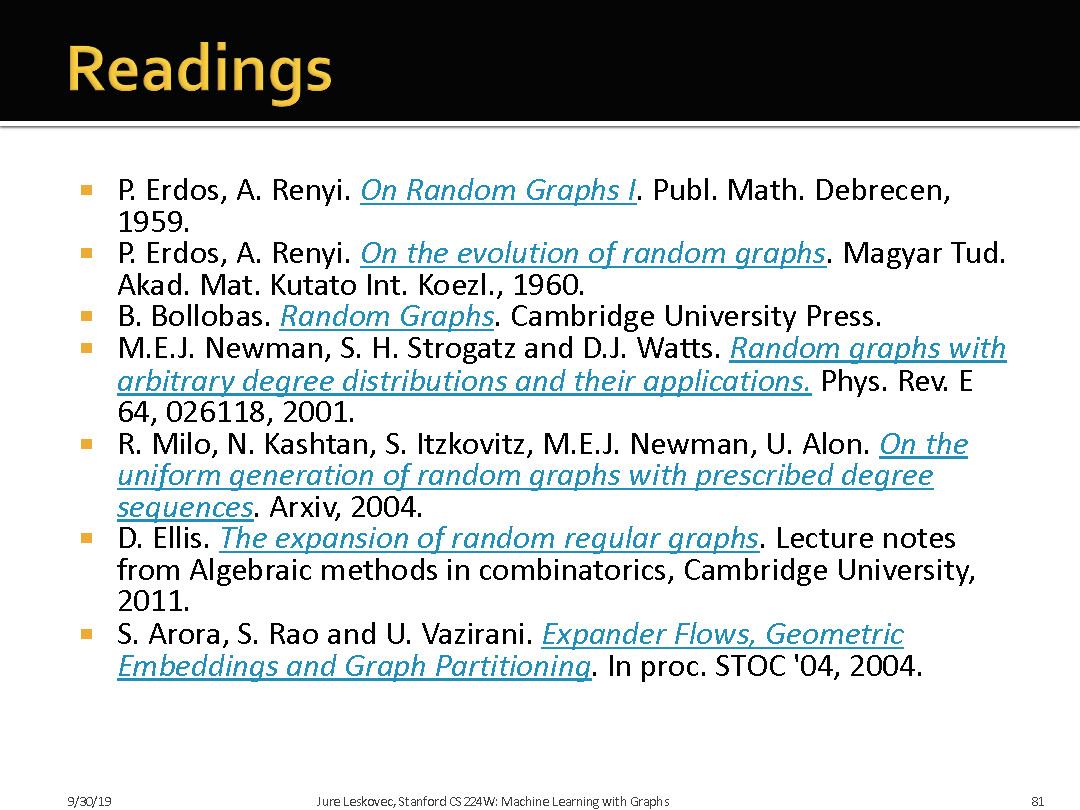 Readings
P. Erdos, A. Renyi. On Random Graphs I. Publ. Math. Debrecen,
1959.
P. Erdos, A. Renyi. On the evolution of random graphs. Magyar Tud.
Akad. Mat. Kutato Int. Koezl., 1960.
B. Bollobas. Random Graphs. Cambridge University Press.
M.E.J. Newman, S. H. Strogatz and D.J. Watts. Random graphs with
arbitrary degree distributions and their applications. Phys. Rev. E
64, 026118, 2001.
R. Milo, N. Kashtan, S. Itzkovitz, M.E.J. Newman, U. Alon. On the
uniform generation of random graphs with prescribed degree
sequences. Arxiv, 2004.
D. Ellis. The expansion of random regular graphs. Lecture notes
from Algebraic methods in combinatorics, Cambridge University,
2011.
S. Arora, S. Rao and U. Vazirani. Expander Flows, Geometric
Embeddings and Graph Partitioning. In proc. STOC '04, 2004.
9/30/19 Jure Leskovec, Stanford CS 224W: Machine Learning with Graphs 81